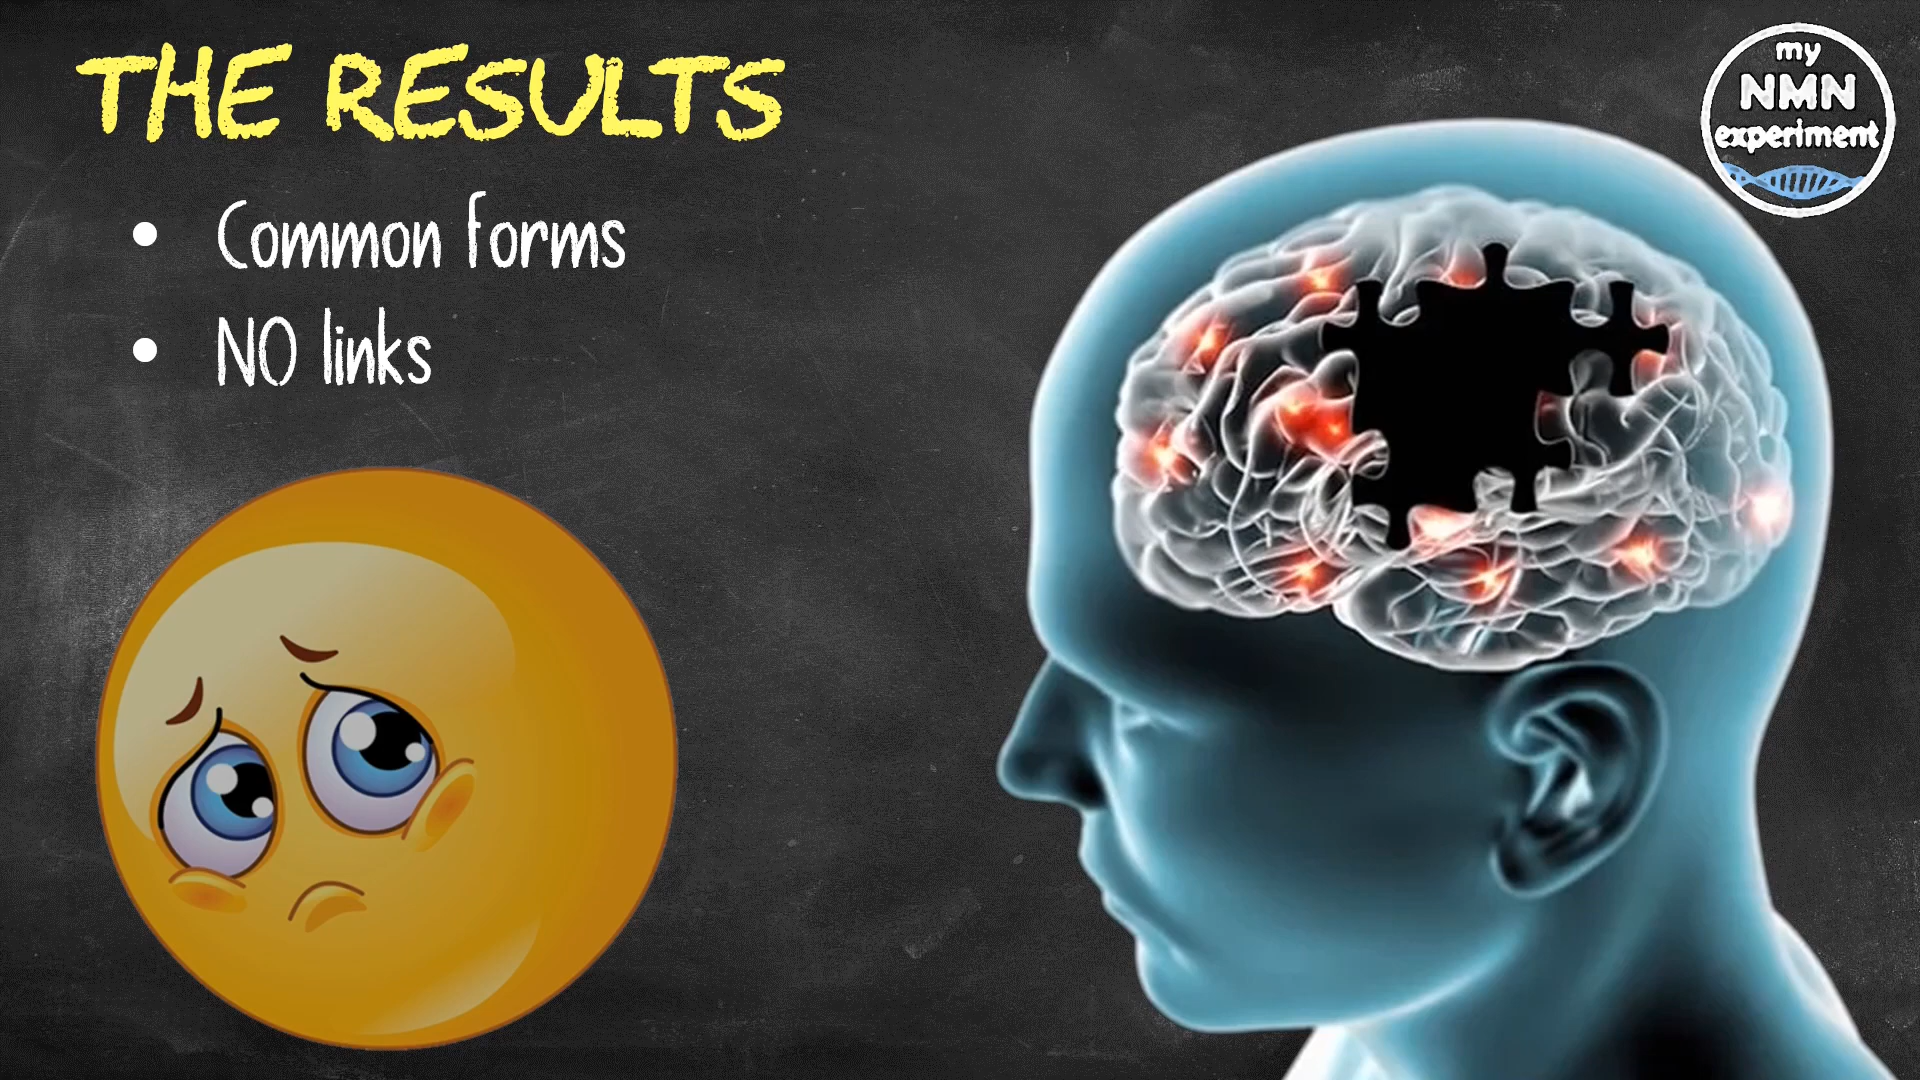 THE RESULTS
my
NMN
experiment
• Common forms
• NO links